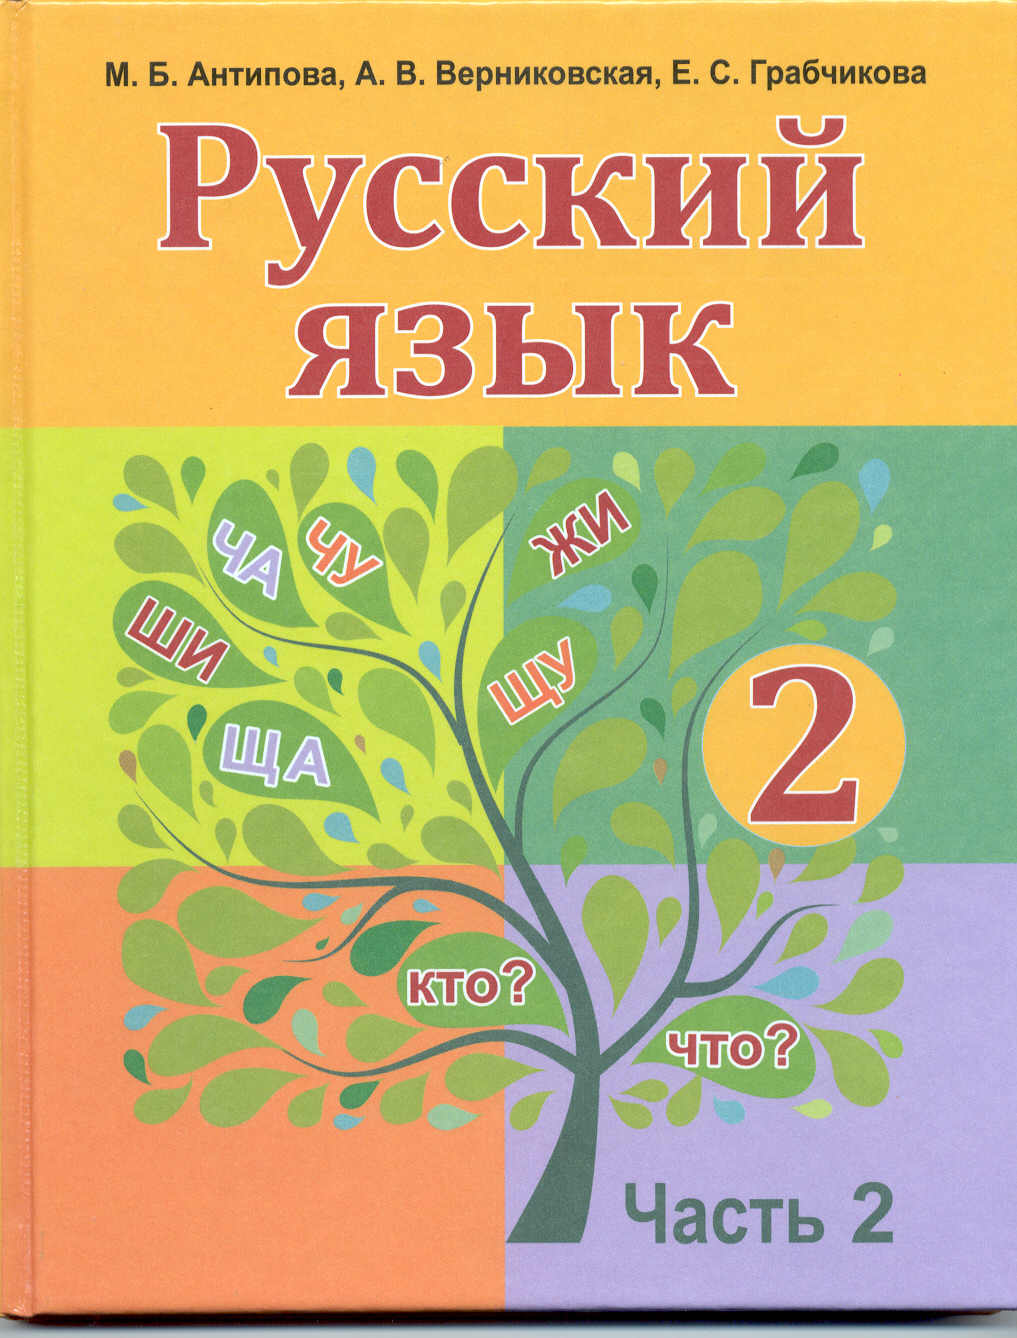 М. Б. Антипова, А. В. Верниковская, Е. С. Грабчикова
Русский
язык
ЧА
ЧУ
ЖИ
ШИ
ЩУ
ЩА
2
кто?
что?
Часть 2